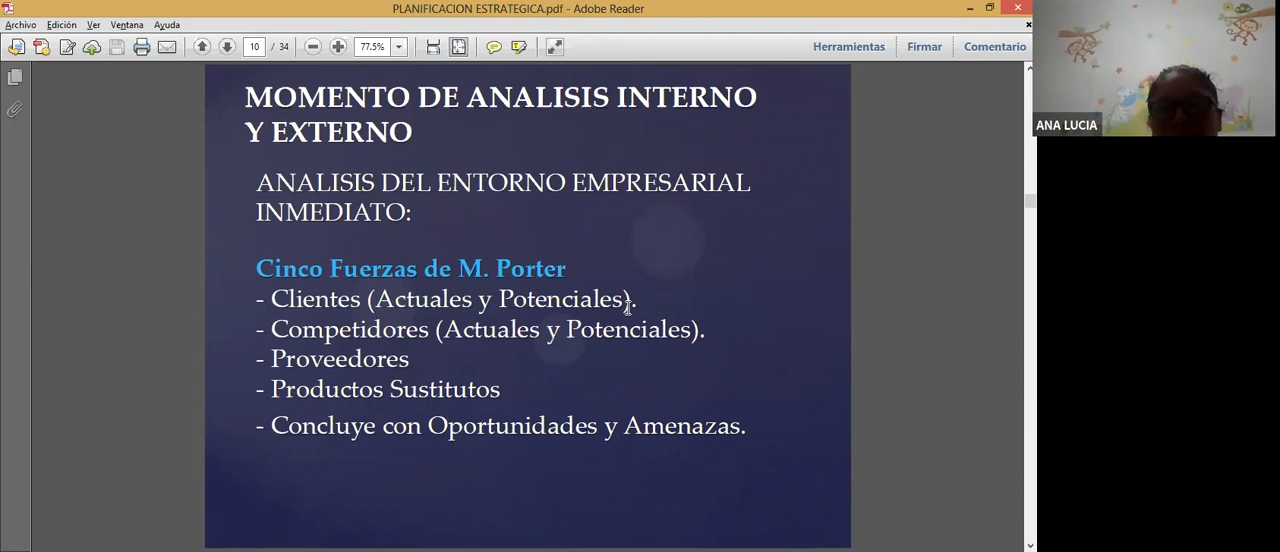 PLANIFICACION ESTRATEGICA.pdf - Adobe Reader
Archivo Edición Ver Ventana Ayuda
10 / 34 77.5% Herramientas Firmar Comentario
MOMENTO DE ANALISIS INTERNO
Y EXTERNO
ANALISIS DEL ENTORNO EMPRESARIAL
INMEDIATO:
Cinco Fuerzas de M. Porter
- Clientes (Actuales y Potenciales).
- Competidores (Actuales y Potenciales).
- Proveedores
- Productos Sustitutos
- Concluye con Oportunidades y Amenazas.
ANA LUCIA